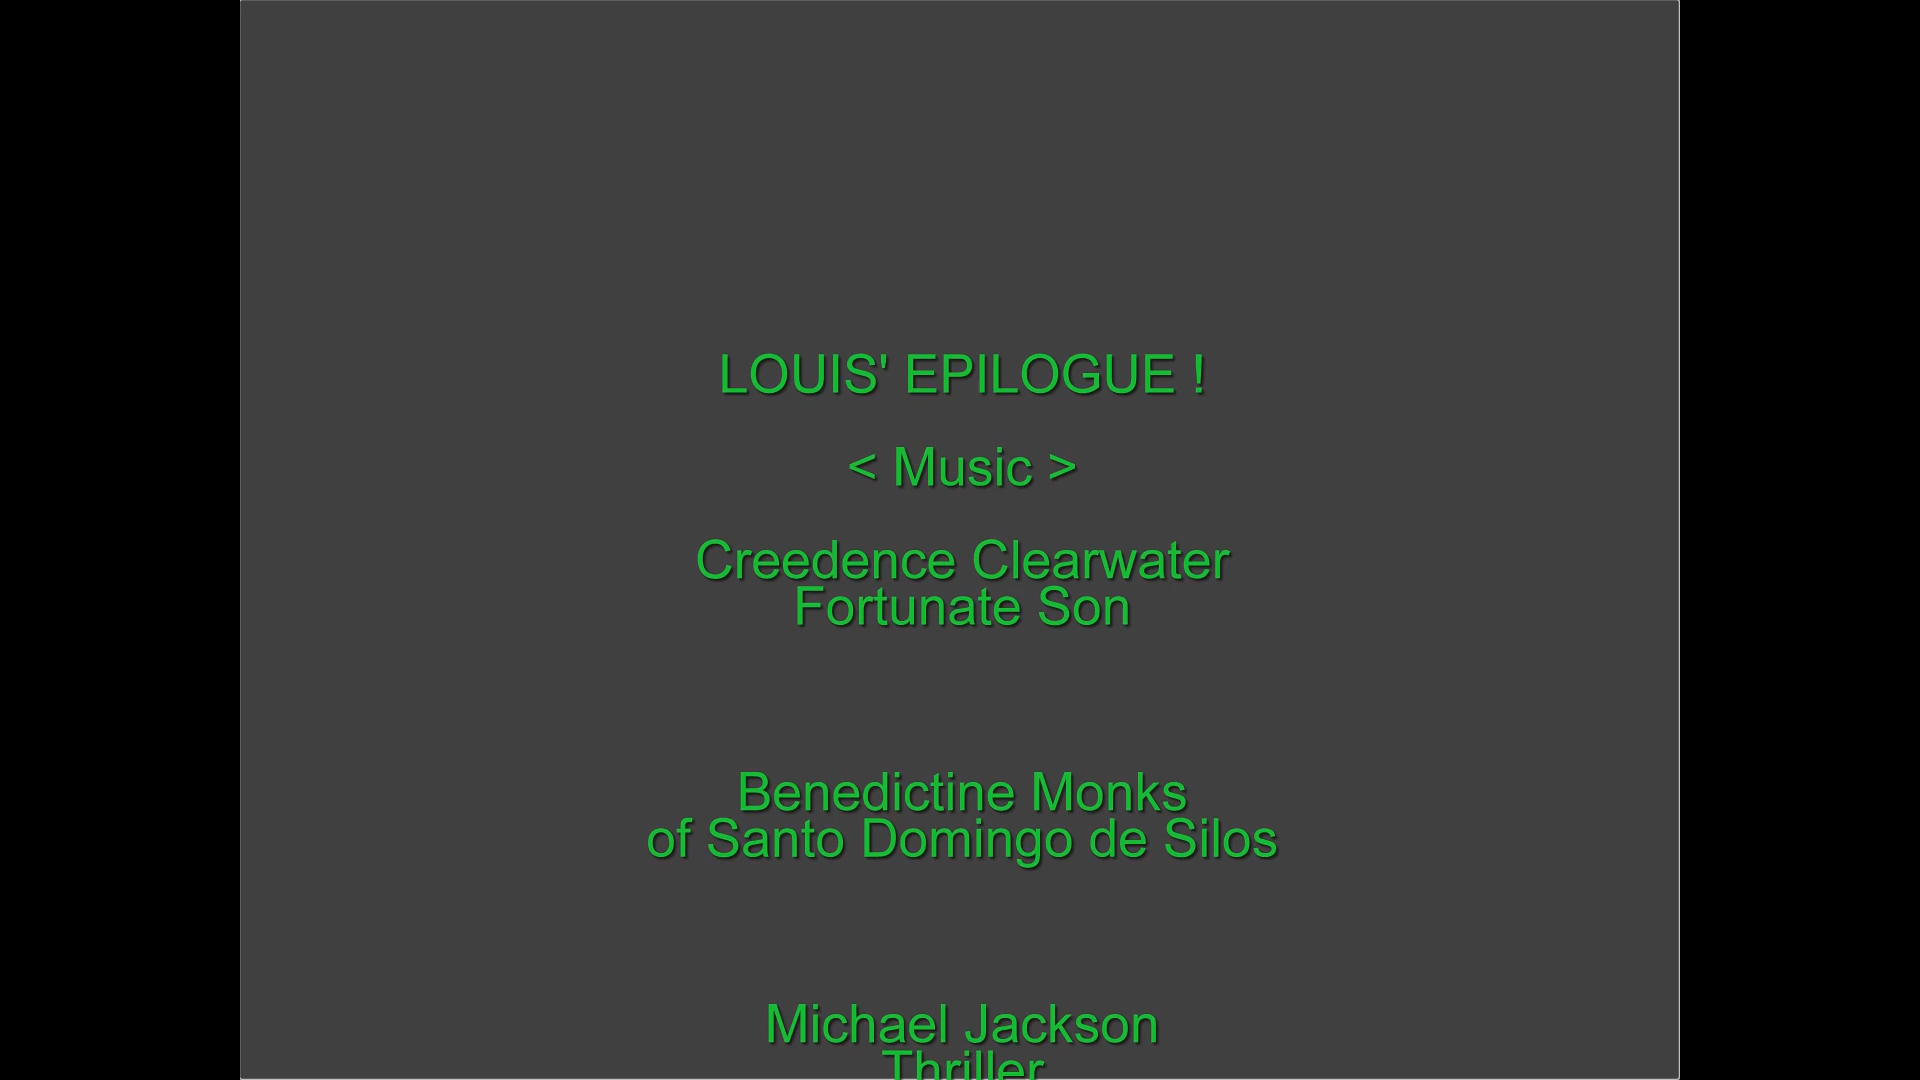 LOUIS' EPILOGUE !
< Music >
Creedence Clearwater
Fortunate Son
Benedictine Monks
of Santo Domingo de Silos
Michael Jackson
Thriller